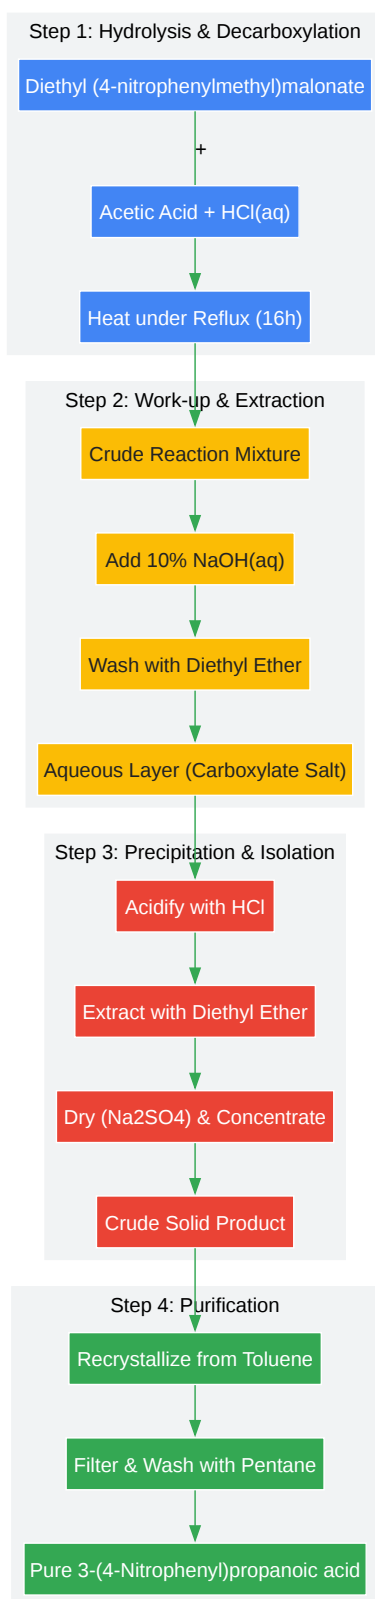 Step 1: Hydrolysis & Decarboxylation
Diethyl (4-nitrophenylmethyl)malonate
+
Acetic Acid + HCl(aq)
Heat under Reflux (16h)
Step 2: Work-up & Extraction
Crude Reaction Mixture
Add 10% NaOH(aq)
Wash with Diethyl Ether
Aqueous Layer (Carboxylate Salt)
Step 3: Precipitation & Isolation
Acidify with HCl
Extract with Diethyl Ether
Dry (Na2SO4) & Concentrate
Crude Solid Product
Step 4: Purification
Recrystallize from Toluene
Filter & Wash with Pentane
Pure 3-(4-Nitrophenyl)propanoic acid